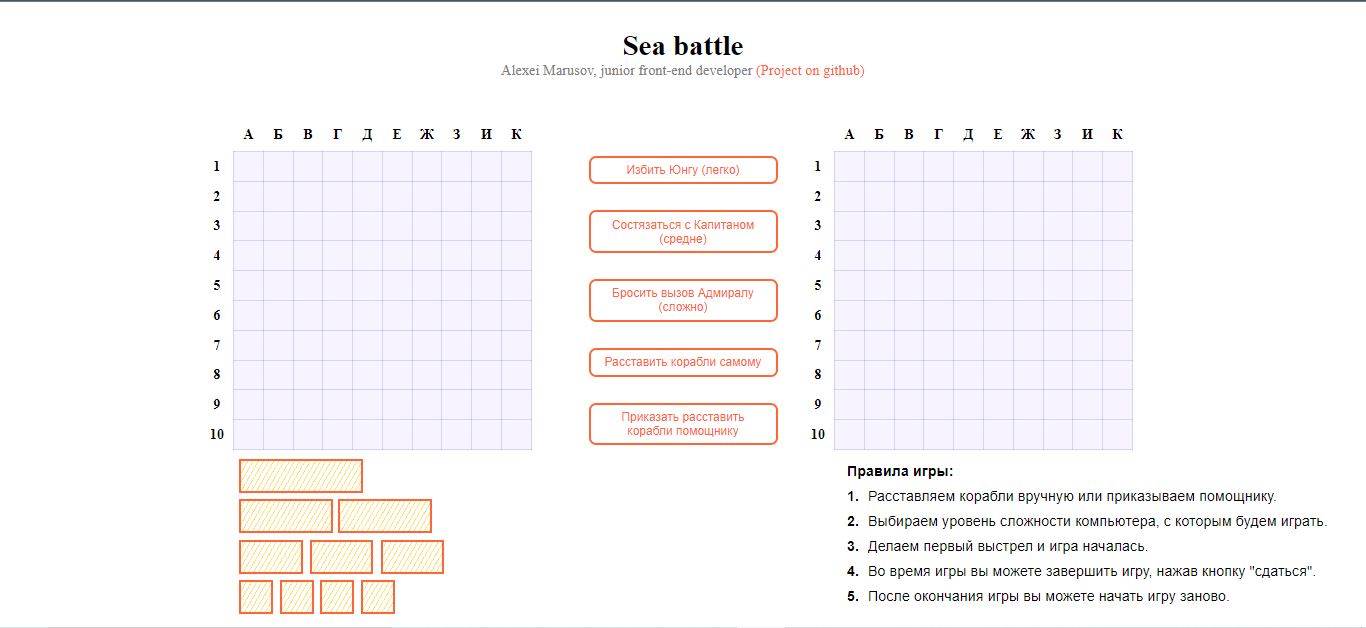 Sea battle
Alexei Marusov, junior front-end developer (Project on github)
А Б В Г Д Е Ж З И К
1
2
3
4
5
6
7
8
9
10
Избить Юнгу (легко)
Состязаться с Капитаном
(средне)
Бросить вызов Адмиралу
(сложно)
Расставить корабли самому
Приказать расставить
корабли помощнику
А Б В Г Д Е Ж З И К
1
2
3
4
5
6
7
8
9
10
Правила игры:
1. Расставляем корабли вручную или приказываем помощнику.
2. Выбираем уровень сложности компьютера, с которым будем играть.
3. Делаем первый выстрел и игра началась.
4. Во время игры вы можете завершить игру, нажав кнопку "сдаться".
5. После окончания игры вы можете начать игру заново.